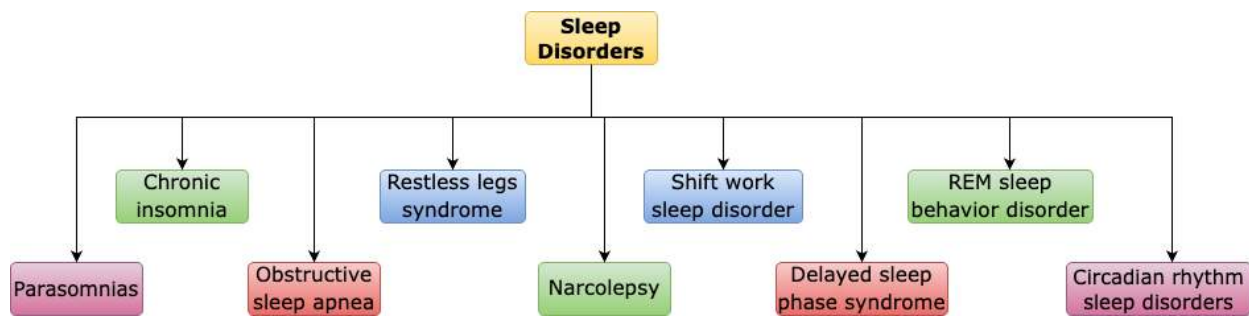 Sleep
Disorders
Chronic
insomnia
Restless legs
syndrome
Shift work
sleep disorder
REM sleep
behavior disorder
Parasomnias
Obstructive
sleep apnea
Narcolepsy
Delayed sleep
phase syndrome
Circadian rhythm
sleep disorders